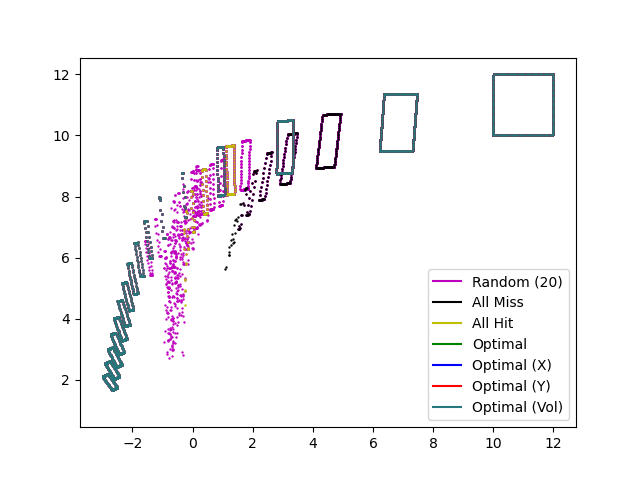 12
10
8
6
4
2
−2
0
2
4
6
8
10
12
Random (20)
All Miss
All Hit
Optimal
Optimal (X)
Optimal (Y)
Optimal (Vol)